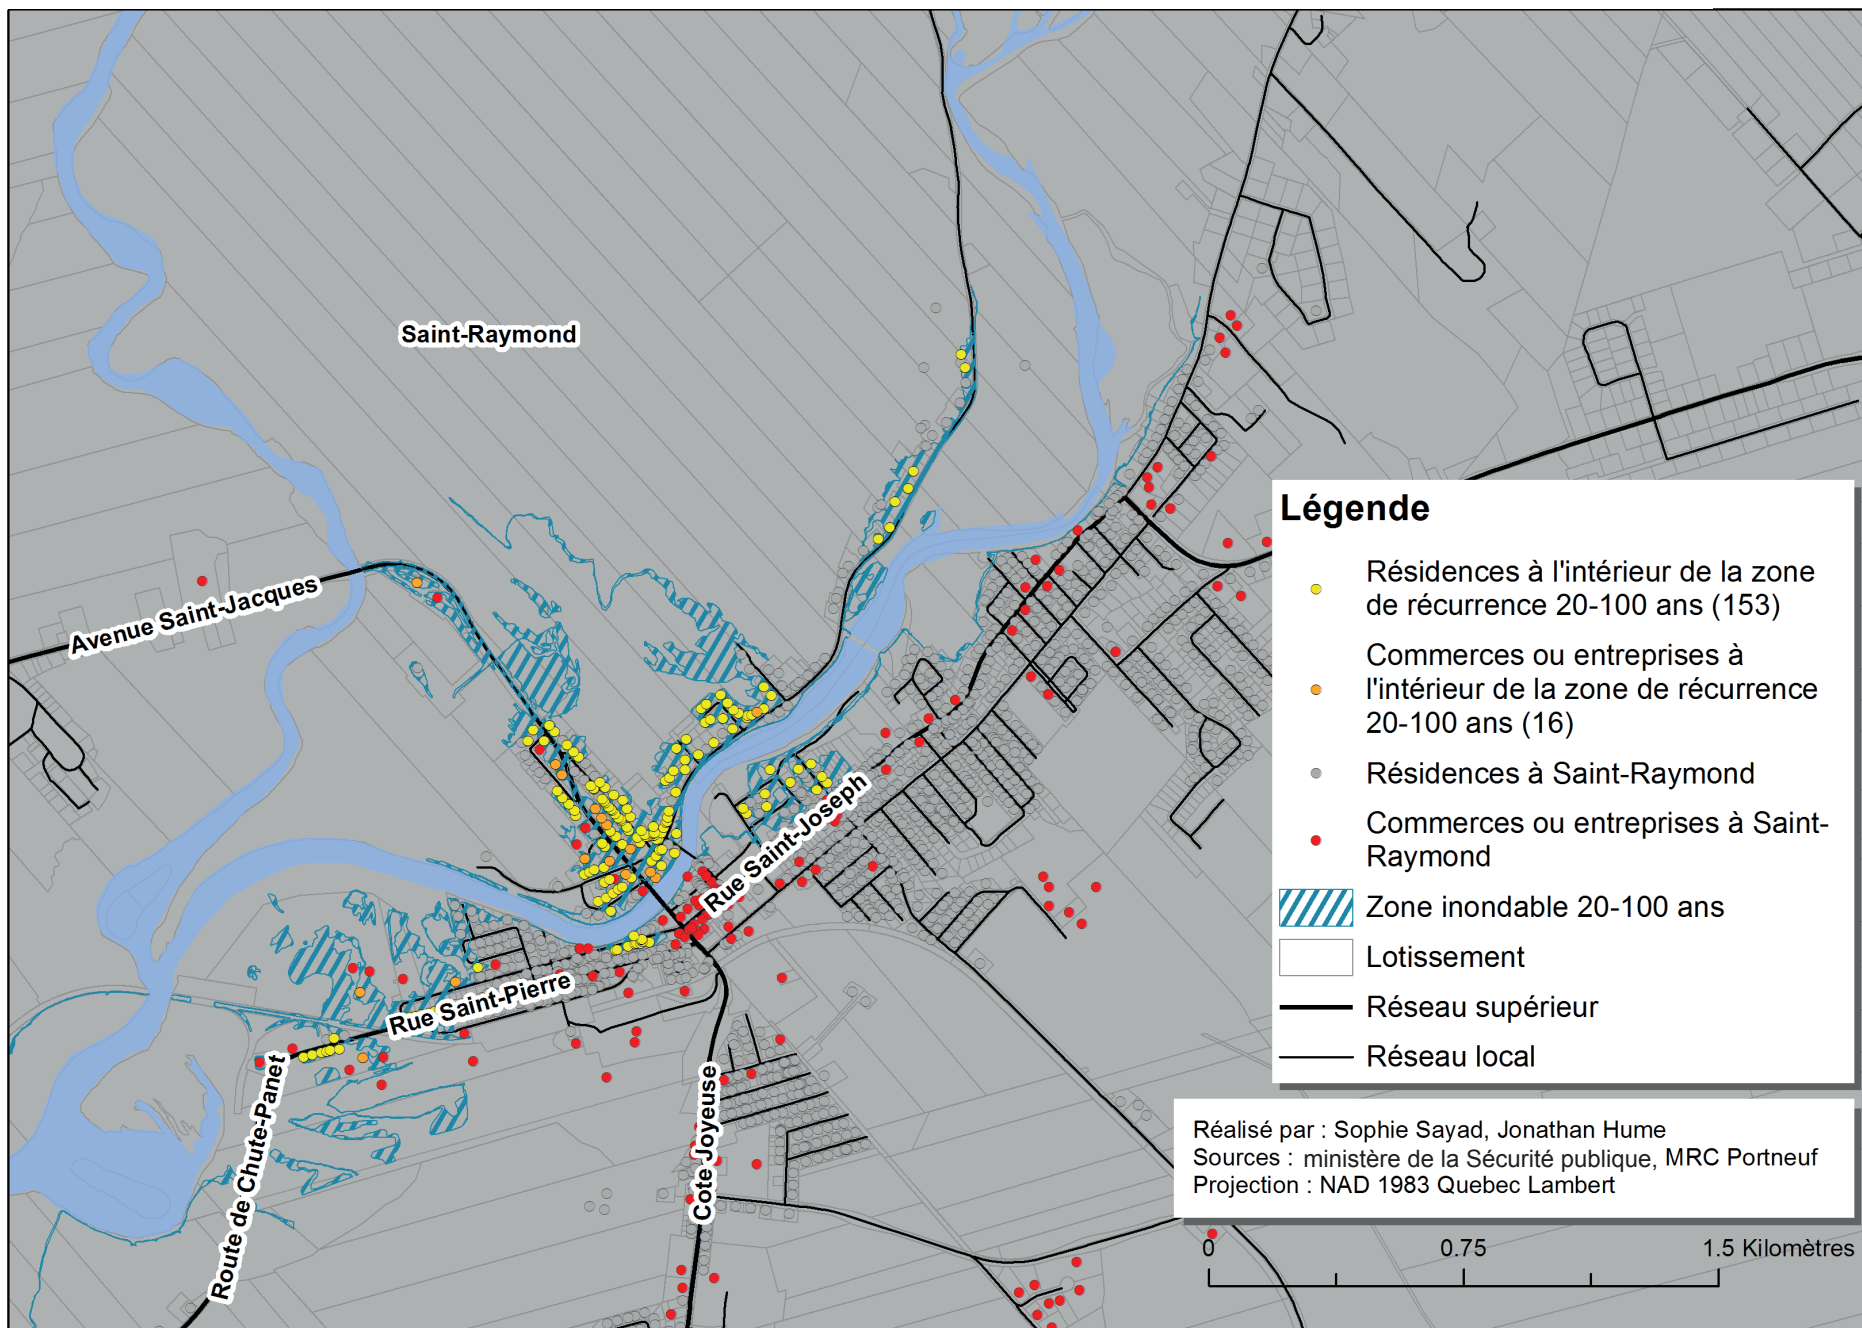 Saint-Raymond
Avenue Saint-Jacques
Rue Saint-Joseph
Rue Saint-Pierre
Route de Chute-Panet
Cote Joyeuse
Légende
Résidences à l'intérieur de la zone
de récurrence 20-100 ans (153)
Commerces ou entreprises à
l'intérieur de la zone de récurrence
20-100 ans (16)
Résidences à Saint-Raymond
Commerces ou entreprises à Saint-
Raymond
Zone inondable 20-100 ans
Lotissement
Réseau supérieur
Réseau local
Réalisé par : Sophie Sayad, Jonathan Hume
Sources : ministère de la Sécurité publique, MRC Portneuf
Projection : NAD 1983 Quebec Lambert
0 0.75 1.5 Kilomètres